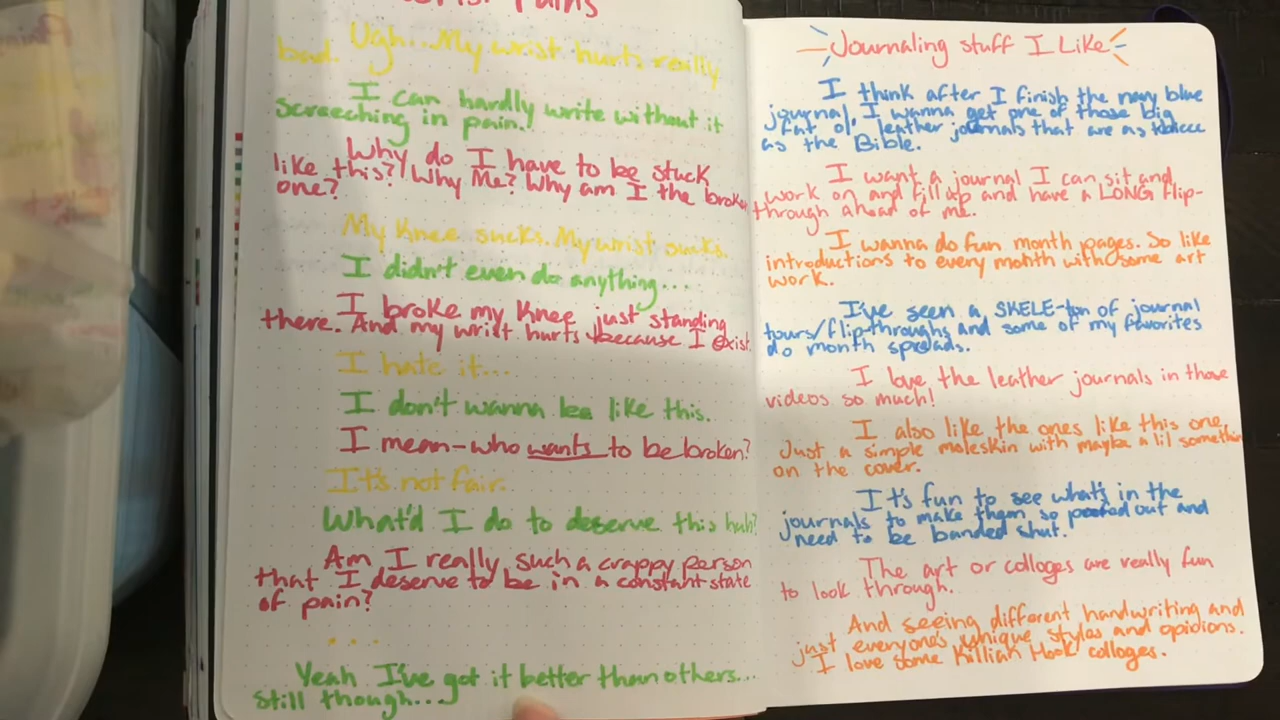 Pains
Ugh...My wrist hurts really
bad.
I can hardly write without it
screeching in pain..
Why do I have to be stuck
like this? Why Me? Why am I the broken
one?
My Knee sucks. My wrist sucks.
I didn't even do anything...
I broke my Knee just standing
there. And my wrist hurts because I exist.
I hate it...
I don't wanna be like this.
I mean-who wants to be broken?
It's not fair.
What'd I do to deserve this huh?
Am I really such a crappy person
that I deserve to be in a constant state
of pain?
...
Yeah I've got it better than others...
still though...
Journaling stuff I Like
I think after I finish the navy blue
journal, I wanna get one of those big
fat ol' leather journals that are as
as the Bible.
I want a journal I can sit and
work on and fill up and have a LONG flip-
through ahead of me.
I wanna do fun month pages. So like
introductions to every month with some art
work.
I've seen a SKELE-ton of journal
tours/flip-throughs and some of my favorites
do month spreads.
I love the leather journals in those
videos so much!
I also like the ones like this one.
Just a simple moleskin with maybe a lil somethin
on the cover.
It's fun to see what's in the
journals to make them so poofed out and
need to be banded shut.
The art or colloges are really fun
to look through.
And seeing different handwriting and
just everyone's unique styles and opidions.
I love some Killian Hook colloges.